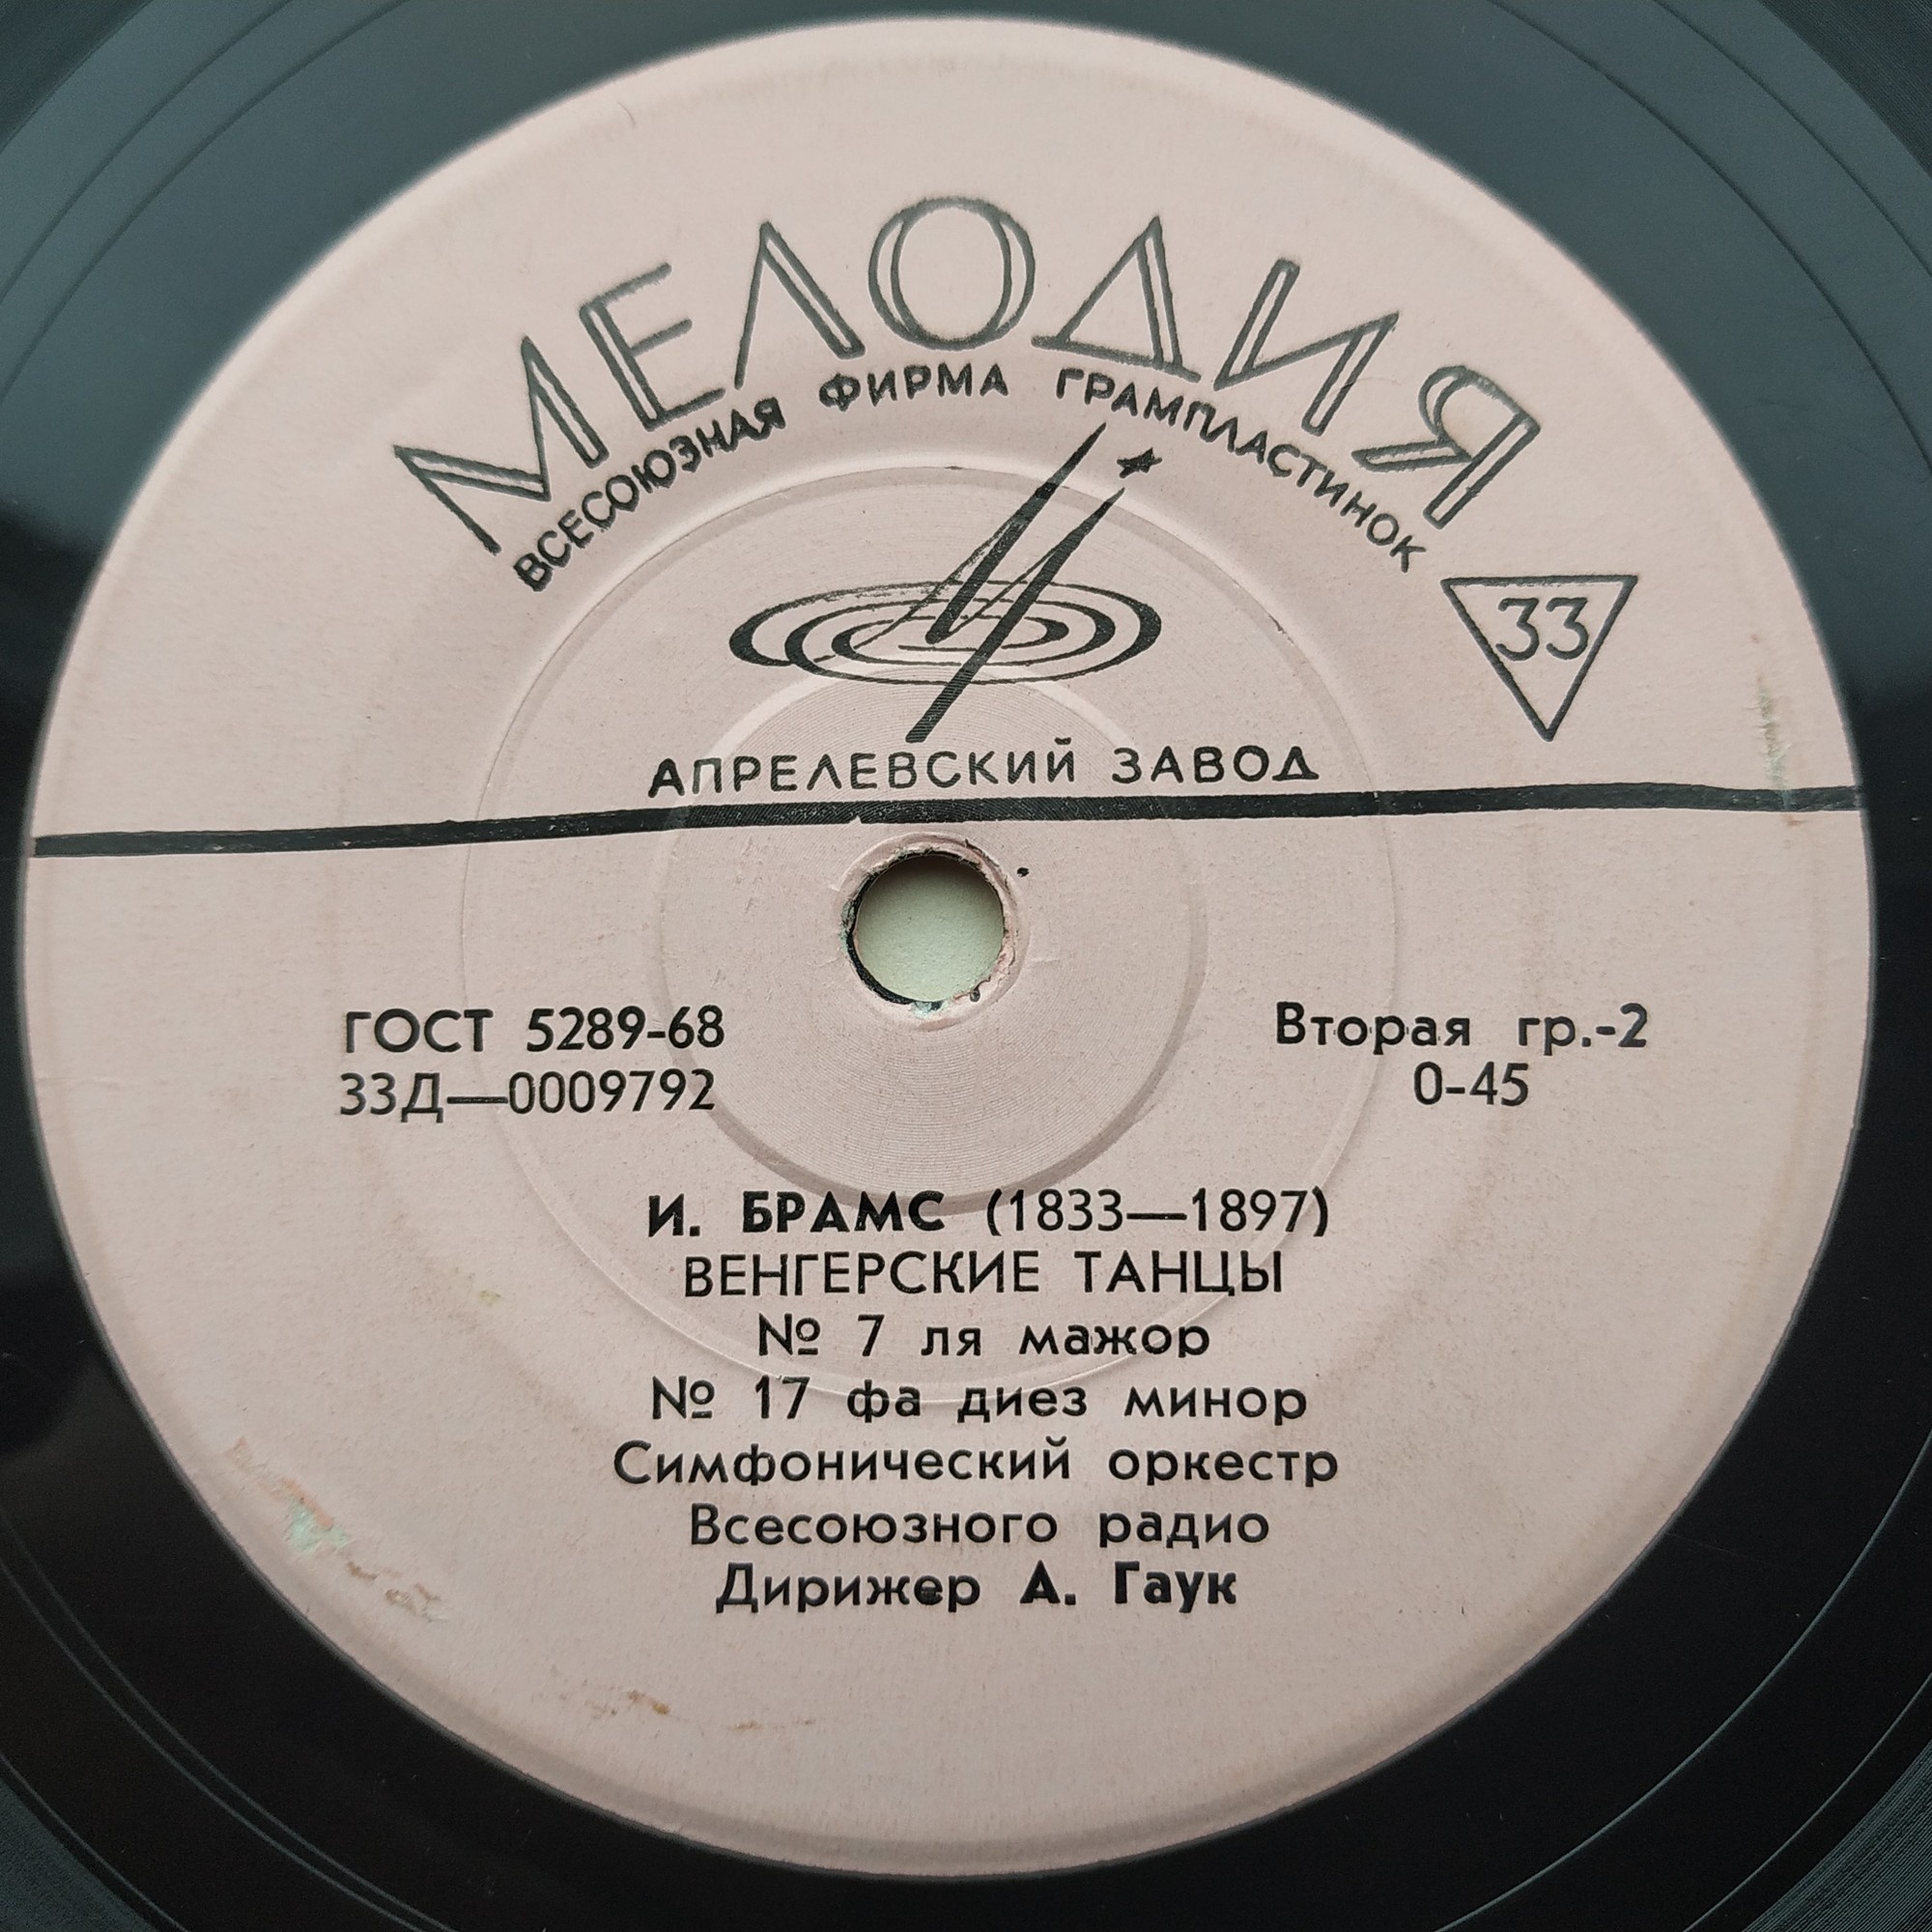 МЕЛОДИЯ
ВСЕСОЮЗНАЯ ФИРМА ГРАМПЛАСТИНОК
33
АПРЕЛЕВСКИЙ ЗАВОД
ГОСТ 5289-68
Вторая гр.-2
33Д—0009792
0-45
И. БРАМС (1833—1897)
ВЕНГЕРСКИЕ ТАНЦЫ
№ 7 ля мажор
№ 17 фа диез минор
Симфонический оркестр
Всесоюзного радио
Дирижер А. Гаук